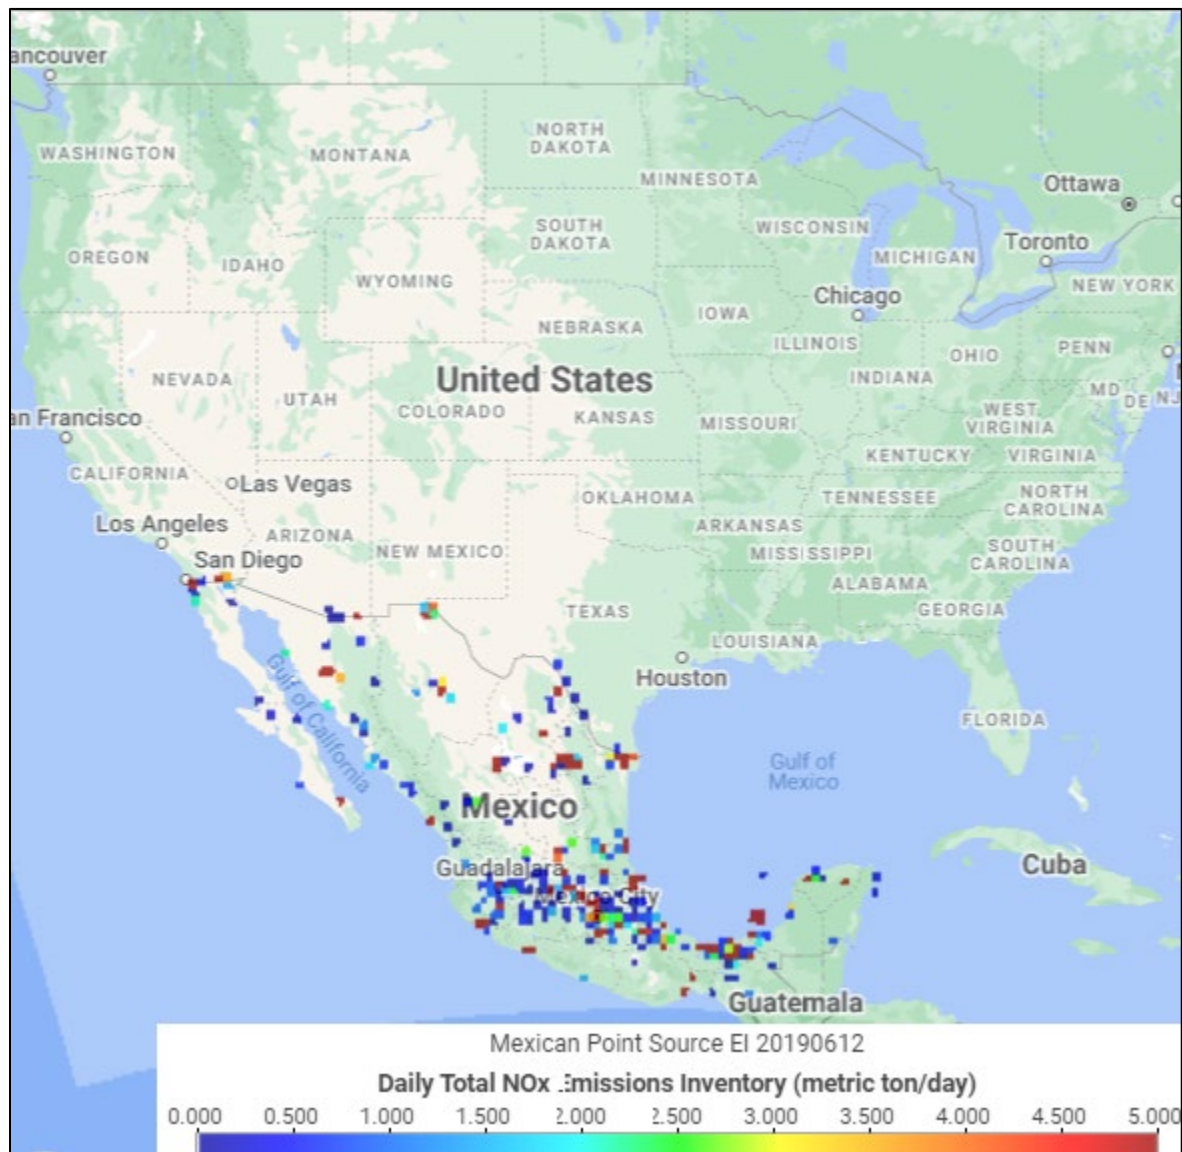 ancouver
WASHINGTON
MONTANA
NORTH
DAKOTA
MINNESOTA
Ottawa
OREGON
IDAHO
WYOMING
SOUTH
DAKOTA
WISCONSIN
MICHIGAN
Toronto
NEW YORK
Chicago
IOWA
NEBRASKA
ILLINOIS
OHIO
PENN
NEVADA
UTAH
United States
COLORADO
KANSAS
MISSOURI
INDIANA
WEST
VIRGINIA
MD
DE
NJ
an Francisco
CALIFORNIA
Las Vegas
KENTUCKY
VIRGINIA
OKLAHOMA
TENNESSEE
NORTH
CAROLINA
Los Angeles
ARIZONA
NEW MEXICO
ARKANSAS
MISSISSIPPI
SOUTH
CAROLINA
San Diego
ALABAMA
TEXAS
GEORGIA
LOUISIANA
Houston
Gulf of California
FLORIDA
Gulf of
Mexico
Mexico
Guadalajara
Mexico City
Cuba
Guatemala
Mexican Point Source EI 20190612
Daily Total NOx Emissions Inventory (metric ton/day)
0.000 0.500 1.000 1.500 2.000 2.500 3.000 3.500 4.000 4.500 5.000